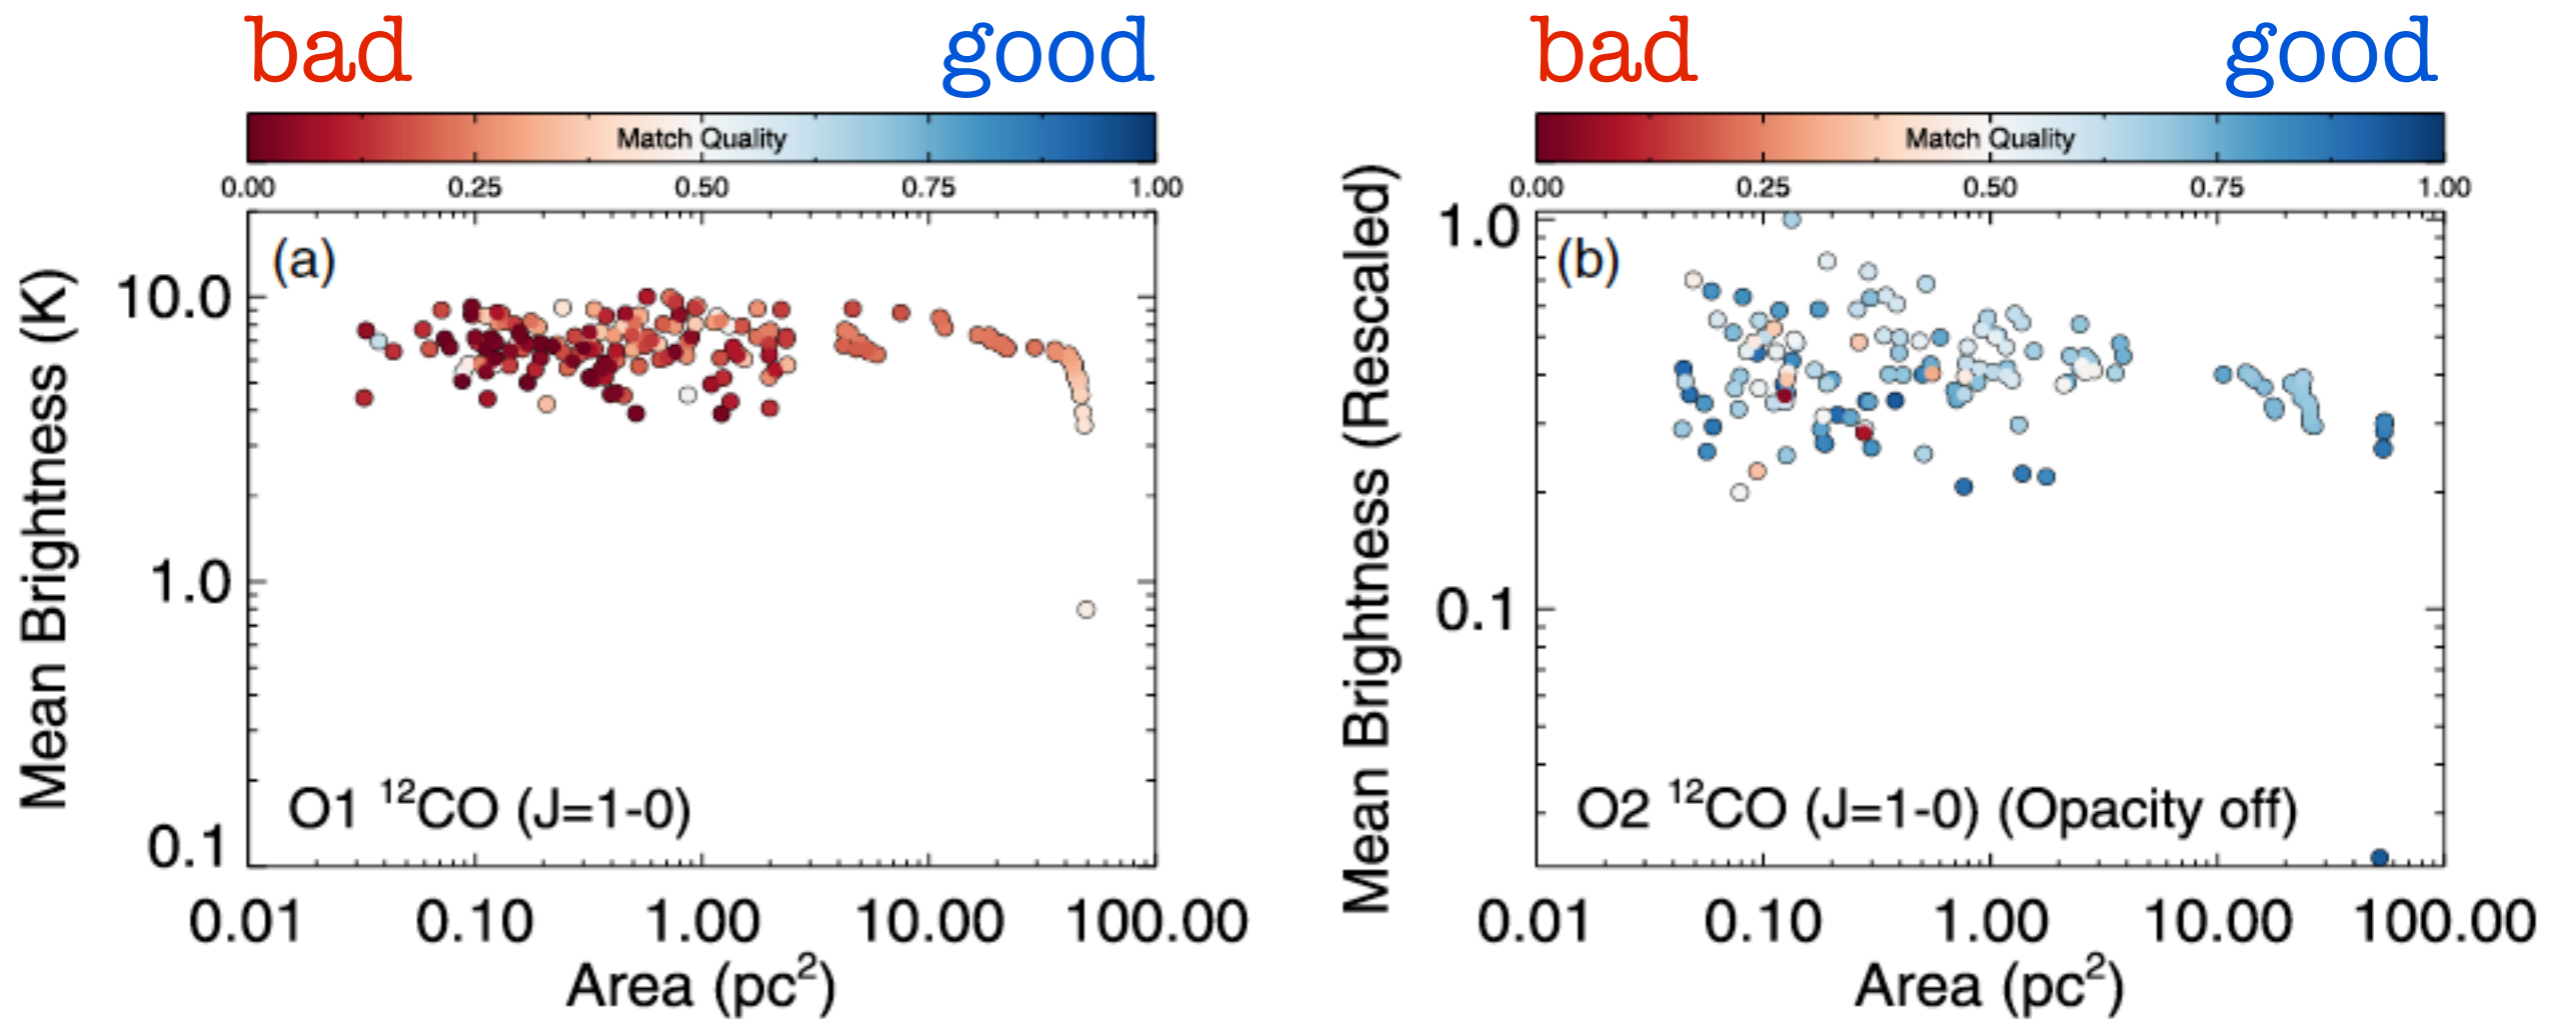 bad good
Match Quality
0.00 0.25 0.50 0.75 1.00
Mean Brightness (K)
10.0
1.0
0.1
(a)
O1 ¹²CO (J=1-0)
0.01 0.10 1.00 10.00 100.00
Area (pc²)
bad good
Match Quality
0.00 0.25 0.50 0.75 1.00
Mean Brightness (Rescaled)
1.0
0.1
(b)
O2 ¹²CO (J=1-0) (Opacity off)
0.01 0.10 1.00 10.00 100.00
Area (pc²)